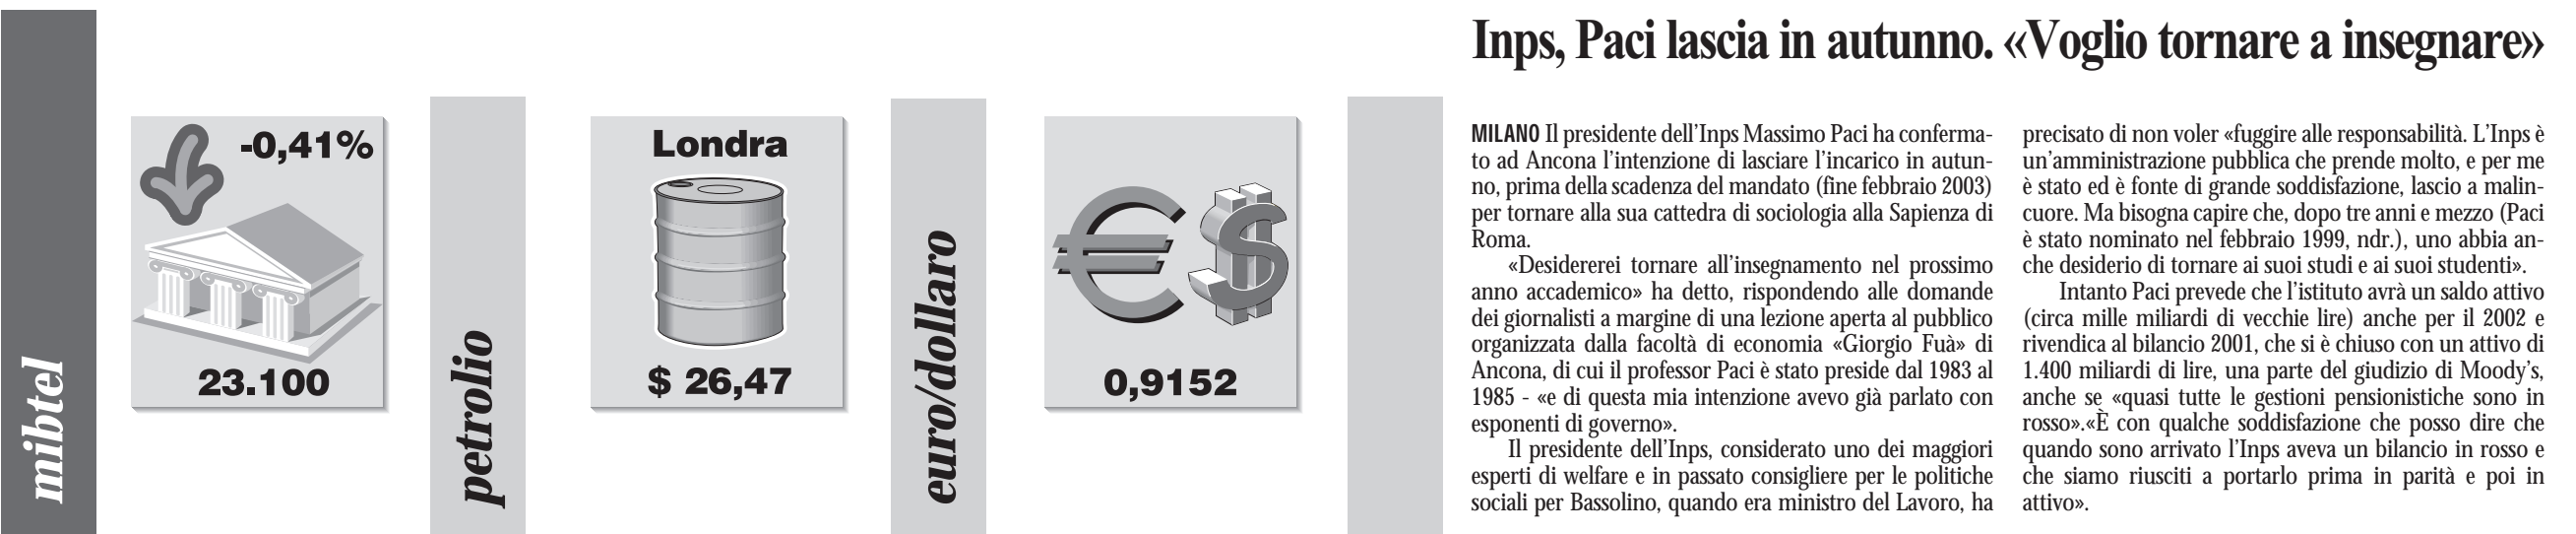 mibtel
-0,41%
23.100
petrolio
Londra
$ 26,47
euro/dollaro
€ $
0,9152
Inps, Paci lascia in autunno. «Voglio tornare a insegnare»
MILANO Il presidente dell'Inps Massimo Paci ha conferma-
to ad Ancona l'intenzione di lasciare l'incarico in autun-
no, prima della scadenza del mandato (fine febbraio 2003)
per tornare alla sua cattedra di sociologia alla Sapienza di
Roma.
«Desidererei tornare all'insegnamento nel prossimo
anno accademico» ha detto, rispondendo alle domande
dei giornalisti a margine di una lezione aperta al pubblico
organizzata dalla facoltà di economia «Giorgio Fuà» di
Ancona, di cui il professor Paci è stato preside dal 1983 al
1985 - «e di questa mia intenzione avevo già parlato con
esponenti di governo».
Il presidente dell'Inps, considerato uno dei maggiori
esperti di welfare e in passato consigliere per le politiche
sociali per Bassolino, quando era ministro del Lavoro, ha
precisato di non voler «fuggire alle responsabilità. L'Inps è
un'amministrazione pubblica che prende molto, e per me
è stato ed è fonte di grande soddisfazione, lascio a malin-
cuore. Ma bisogna capire che, dopo tre anni e mezzo (Paci
è stato nominato nel febbraio 1999, ndr.), uno abbia an-
che desiderio di tornare ai suoi studi e ai suoi studenti».
Intanto Paci prevede che l'istituto avrà un saldo attivo
(circa mille miliardi di vecchie lire) anche per il 2002 e
rivendica al bilancio 2001, che si è chiuso con un attivo di
1.400 miliardi di lire, una parte del giudizio di Moody's,
anche se «quasi tutte le gestioni pensionistiche sono in
rosso».«È con qualche soddisfazione che posso dire che
quando sono arrivato l'Inps aveva un bilancio in rosso e
che siamo riusciti a portarlo prima in parità e poi in
attivo».